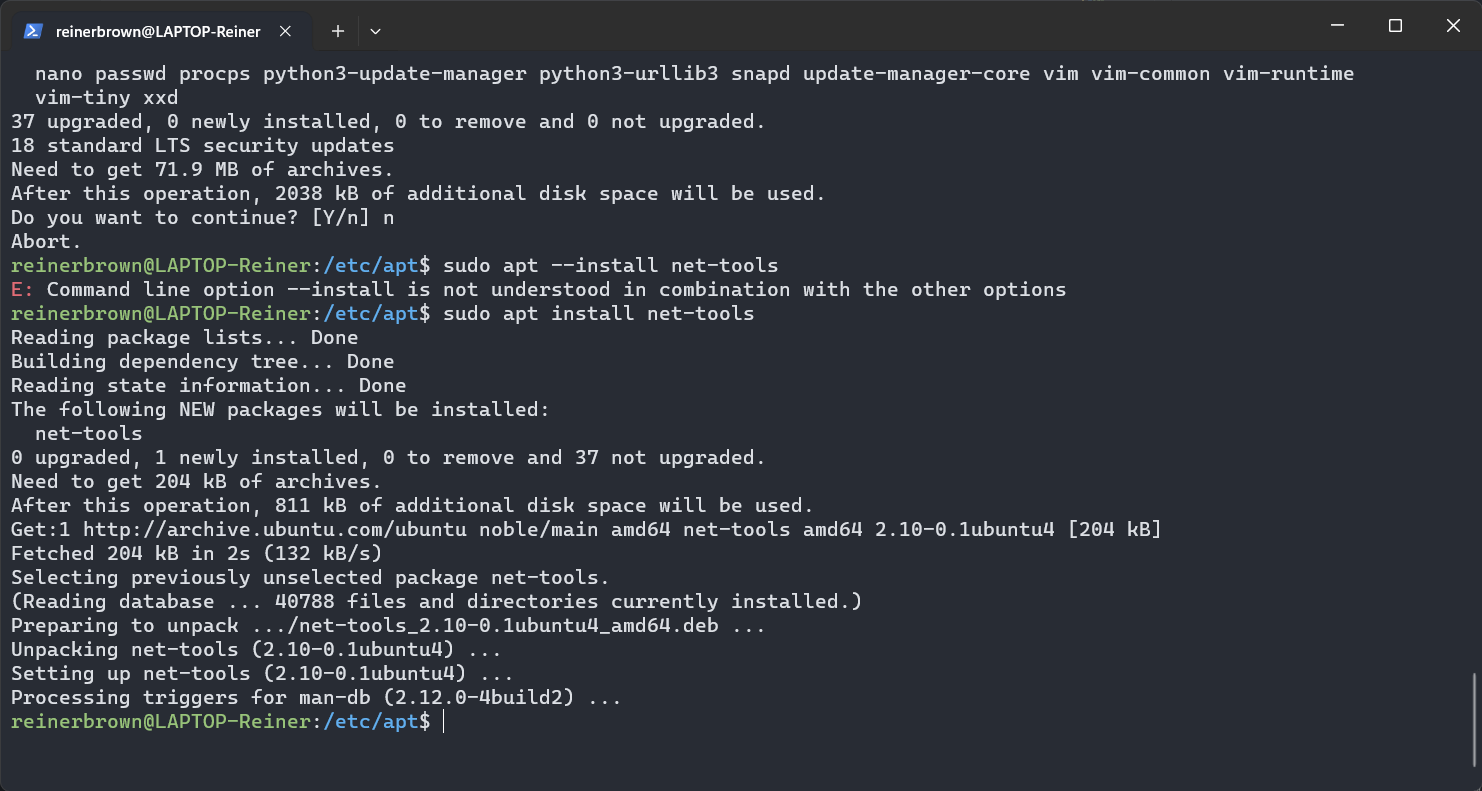 reinerbrown@LAPTOP-Reiner
  nano passwd procps python3-update-manager python3-urllib3 snapd update-manager-core vim vim-common vim-runtime
  vim-tiny xxd
37 upgraded, 0 newly installed, 0 to remove and 0 not upgraded.
18 standard LTS security updates
Need to get 71.9 MB of archives.
After this operation, 2038 kB of additional disk space will be used.
Do you want to continue? [Y/n] n
Abort.
reinerbrown@LAPTOP-Reiner:/etc/apt$ sudo apt --install net-tools
E: Command line option --install is not understood in combination with the other options
reinerbrown@LAPTOP-Reiner:/etc/apt$ sudo apt install net-tools
Reading package lists... Done
Building dependency tree... Done
Reading state information... Done
The following NEW packages will be installed:
  net-tools
0 upgraded, 1 newly installed, 0 to remove and 37 not upgraded.
Need to get 204 kB of archives.
After this operation, 811 kB of additional disk space will be used.
Get:1 http://archive.ubuntu.com/ubuntu noble/main amd64 net-tools amd64 2.10-0.1ubuntu4 [204 kB]
Fetched 204 kB in 2s (132 kB/s)
Selecting previously unselected package net-tools.
(Reading database ... 40788 files and directories currently installed.)
Preparing to unpack .../net-tools_2.10-0.1ubuntu4_amd64.deb ...
Unpacking net-tools (2.10-0.1ubuntu4) ...
Setting up net-tools (2.10-0.1ubuntu4) ...
Processing triggers for man-db (2.12.0-4build2) ...
reinerbrown@LAPTOP-Reiner:/etc/apt$